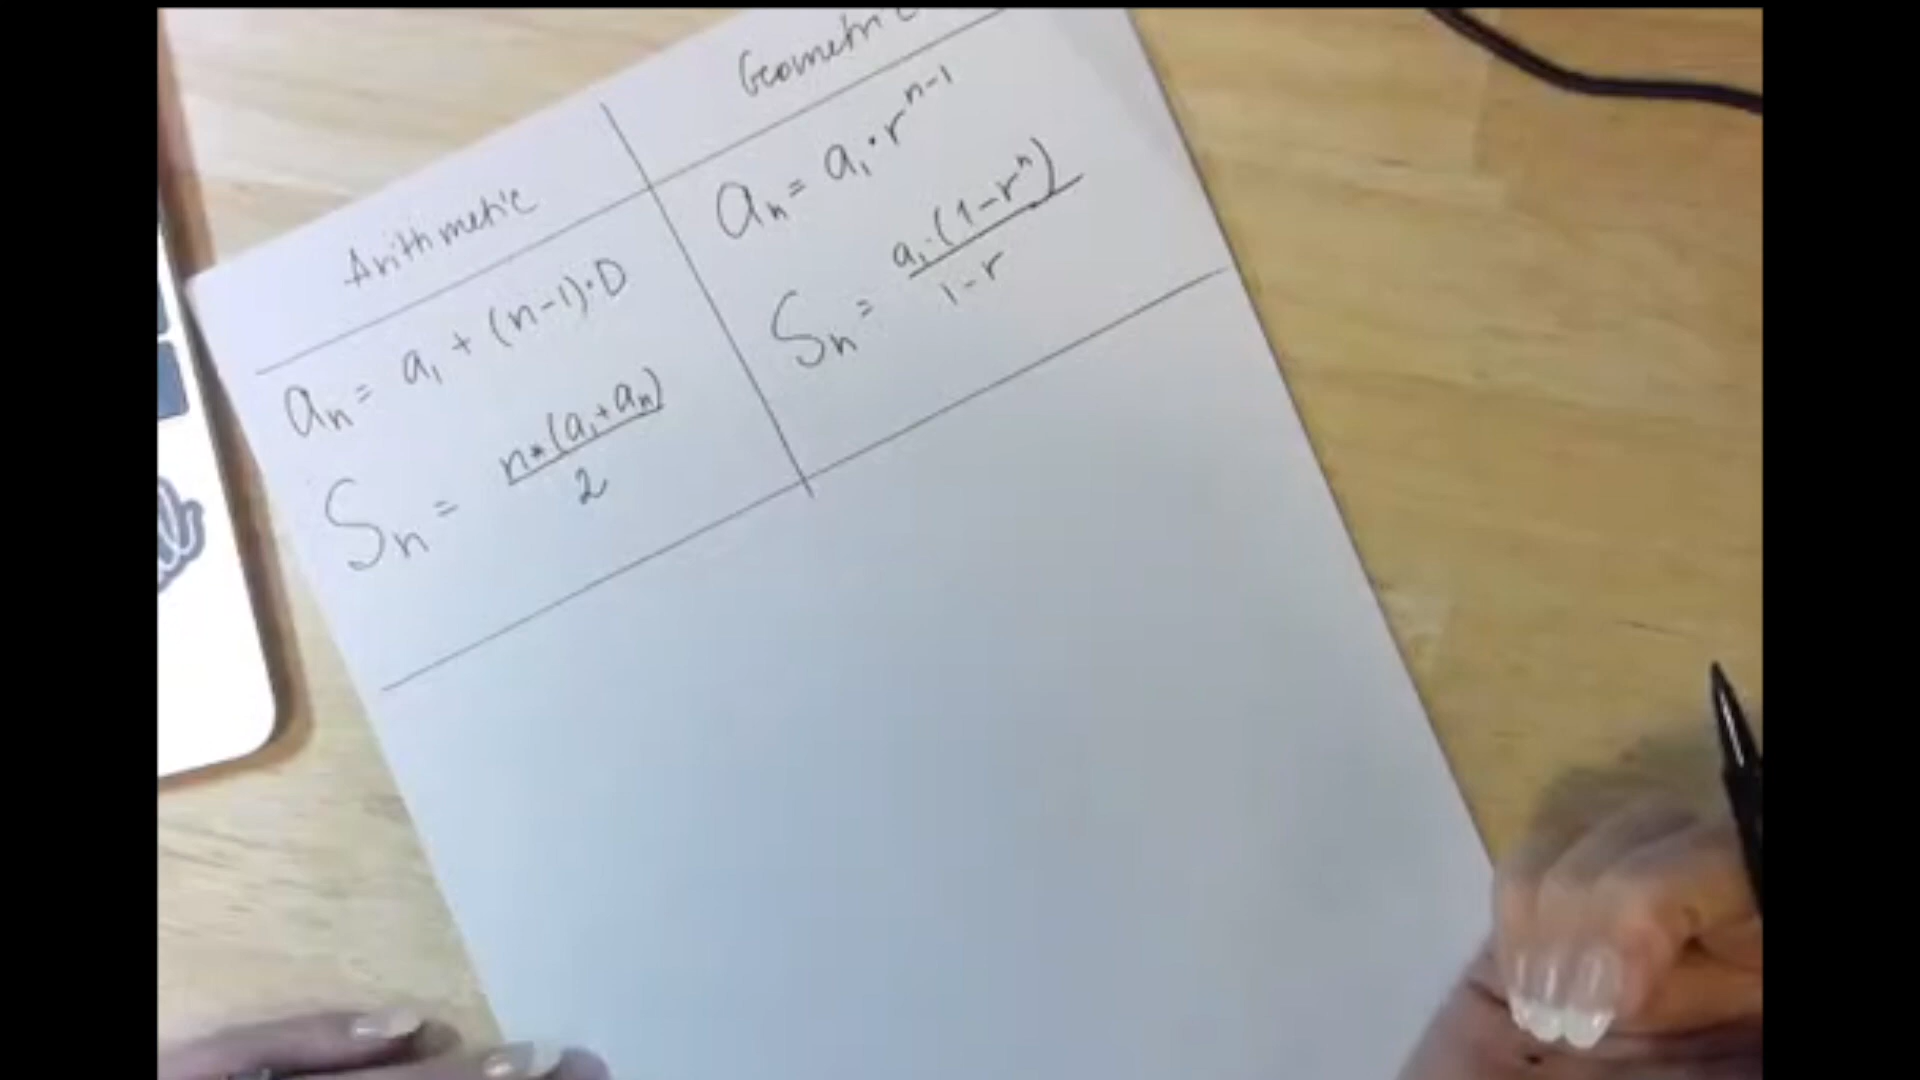 Arithmetic
aₙ = a₁ + (n-1)·D
Sₙ = n*(a₁+aₙ) / 2
Geometric
aₙ = a₁·rⁿ⁻¹
Sₙ = a₁·(1-rⁿ) / 1-r